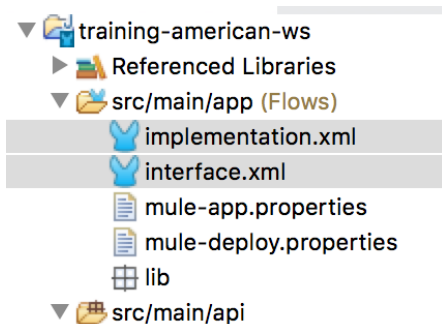 training-american-ws
Referenced Libraries
src/main/app (Flows)
implementation.xml
interface.xml
mule-app.properties
mule-deploy.properties
lib
src/main/api